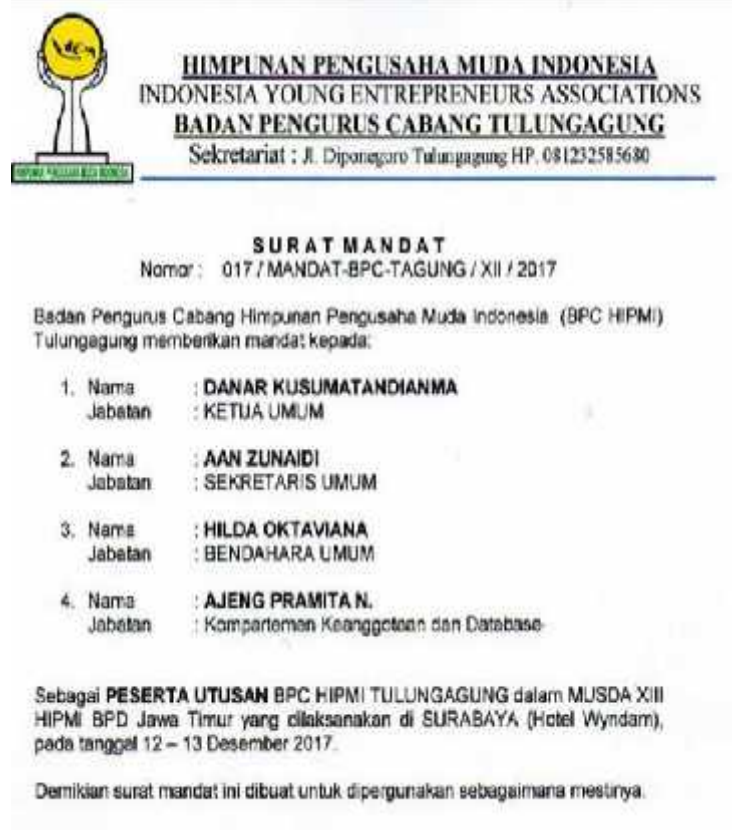 HIMPUNAN PENGUSAHA MUDA INDONESIA
INDONESIA YOUNG ENTREPRENEURS ASSOCIATIONS
BADAN PENGURUS CABANG TULUNGAGUNG
Sekretariat : Jl. Diponegoro Tulungagung HP. 081232585680
HIMPUNAN PENGUSAHA MUDA INDONESIA
SURAT MANDAT
Nomor : 017 / MANDAT-BPC-TAGUNG / XII / 2017
Badan Pengurus Cabang Himpunan Pengusaha Muda Indonesia (BPC HIPMI)
Tulungagung memberikan mandat kepada:
1. Nama : DANAR KUSUMATANDIANMA
Jabatan : KETUA UMUM
2. Nama : AAN ZUNAIDI
Jabatan : SEKRETARIS UMUM
3. Nama : HILDA OKTAVIANA
Jabatan : BENDAHARA UMUM
4. Nama : AJENG PRAMITA N.
Jabatan : Kompartemen Keanggotaan dan Database
Sebagai PESERTA UTUSAN BPC HIPMI TULUNGAGUNG dalam MUSDA XIII
HIPMI BPD Jawa Timur yang dilaksanakan di SURABAYA (Hotel Wyndam),
pada tanggal 12 – 13 Desember 2017.
Demikian surat mandat ini dibuat untuk dipergunakan sebagaimana mestinya.